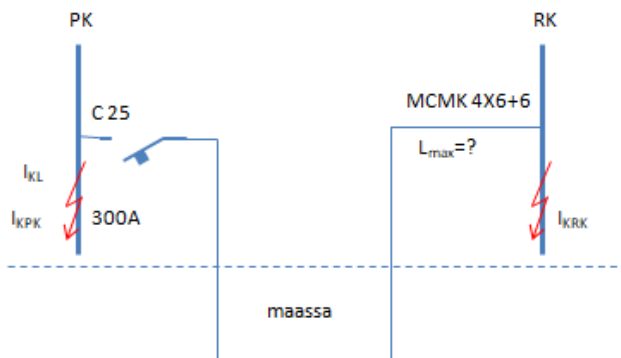 PK
RK
C 25
MCMK 4X6+6
Lmax=?
IKL
IKPK
300A
IKRK
maassa